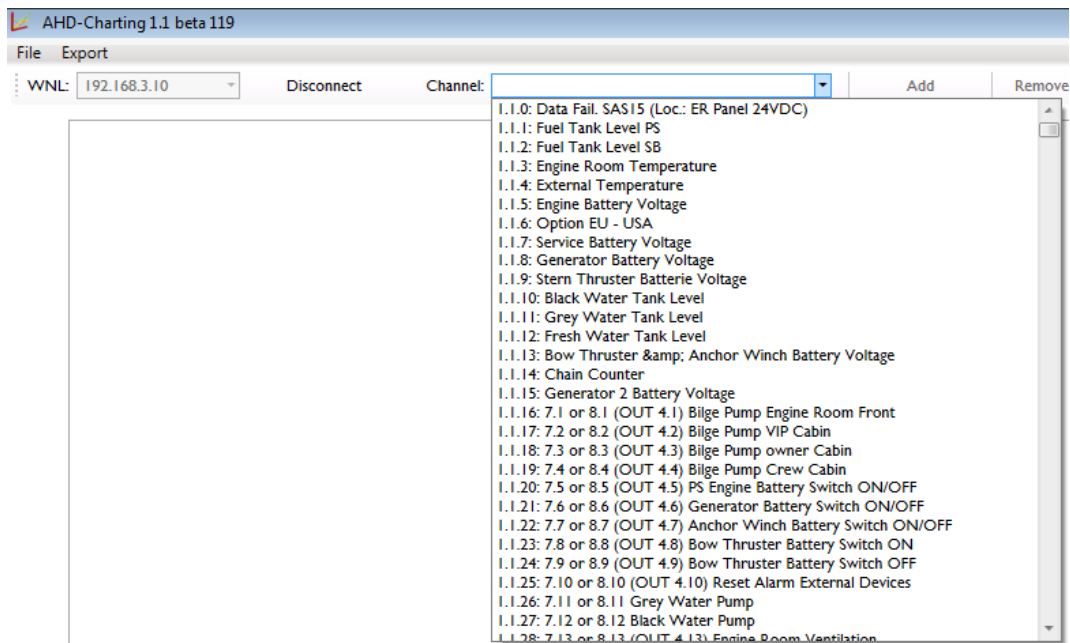 AHD-Charting 1.1 beta 119
File Export
WNL: 192.168.3.10 Disconnect Channel: Add Remove
1.1.0: Data Fail. SAS15 (Loc.: ER Panel 24VDC)
1.1.1: Fuel Tank Level PS
1.1.2: Fuel Tank Level SB
1.1.3: Engine Room Temperature
1.1.4: External Temperature
1.1.5: Engine Battery Voltage
1.1.6: Option EU - USA
1.1.7: Service Battery Voltage
1.1.8: Generator Battery Voltage
1.1.9: Stern Thruster Batterie Voltage
1.1.10: Black Water Tank Level
1.1.11: Grey Water Tank Level
1.1.12: Fresh Water Tank Level
1.1.13: Bow Thruster &amp; Anchor Winch Battery Voltage
1.1.14: Chain Counter
1.1.15: Generator 2 Battery Voltage
1.1.16: 7.1 or 8.1 (OUT 4.1) Bilge Pump Engine Room Front
1.1.17: 7.2 or 8.2 (OUT 4.2) Bilge Pump VIP Cabin
1.1.18: 7.3 or 8.3 (OUT 4.3) Bilge Pump owner Cabin
1.1.19: 7.4 or 8.4 (OUT 4.4) Bilge Pump Crew Cabin
1.1.20: 7.5 or 8.5 (OUT 4.5) PS Engine Battery Switch ON/OFF
1.1.21: 7.6 or 8.6 (OUT 4.6) Generator Battery Switch ON/OFF
1.1.22: 7.7 or 8.7 (OUT 4.7) Anchor Winch Battery Switch ON/OFF
1.1.23: 7.8 or 8.8 (OUT 4.8) Bow Thruster Battery Switch ON
1.1.24: 7.9 or 8.9 (OUT 4.9) Bow Thruster Battery Switch OFF
1.1.25: 7.10 or 8.10 (OUT 4.10) Reset Alarm External Devices
1.1.26: 7.11 or 8.11 Grey Water Pump
1.1.27: 7.12 or 8.12 Black Water Pump
1.1.28: 7.13 or 8.13 (OUT 4.13) Engine Room Ventilation